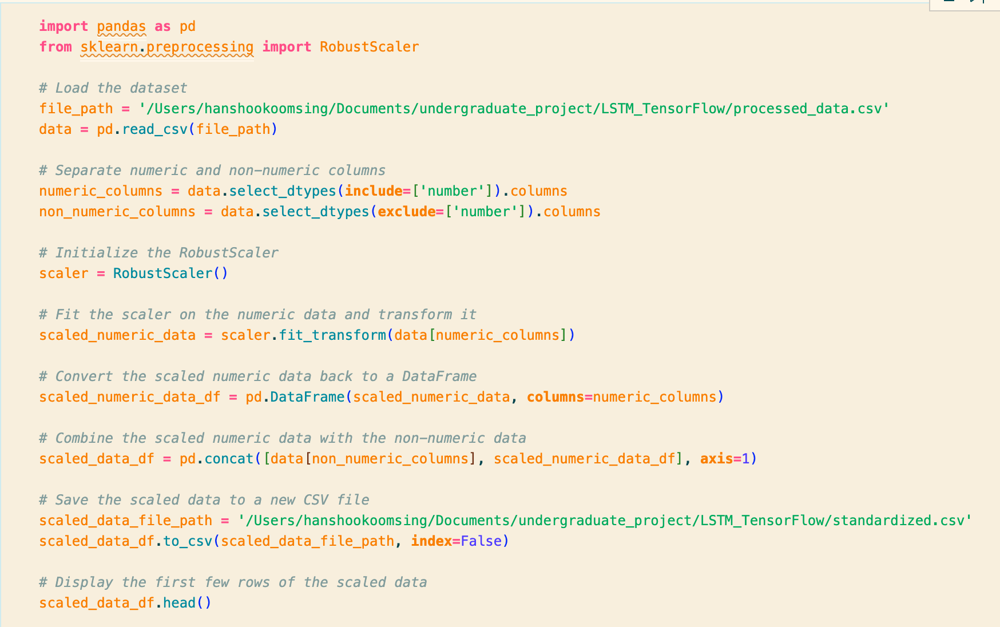 import pandas as pd
from sklearn.preprocessing import RobustScaler
# Load the dataset
file_path = '/Users/hanshookoomsing/Documents/undergraduate_project/LSTM_TensorFlow/processed_data.csv'
data = pd.read_csv(file_path)
# Separate numeric and non-numeric columns
numeric_columns = data.select_dtypes(include=['number']).columns
non_numeric_columns = data.select_dtypes(exclude=['number']).columns
# Initialize the RobustScaler
scaler = RobustScaler()
# Fit the scaler on the numeric data and transform it
scaled_numeric_data = scaler.fit_transform(data[numeric_columns])
# Convert the scaled numeric data back to a DataFrame
scaled_numeric_data_df = pd.DataFrame(scaled_numeric_data, columns=numeric_columns)
# Combine the scaled numeric data with the non-numeric data
scaled_data_df = pd.concat([data[non_numeric_columns], scaled_numeric_data_df], axis=1)
# Save the scaled data to a new CSV file
scaled_data_file_path = '/Users/hanshookoomsing/Documents/undergraduate_project/LSTM_TensorFlow/standardized.csv'
scaled_data_df.to_csv(scaled_data_file_path, index=False)
# Display the first few rows of the scaled data
scaled_data_df.head()